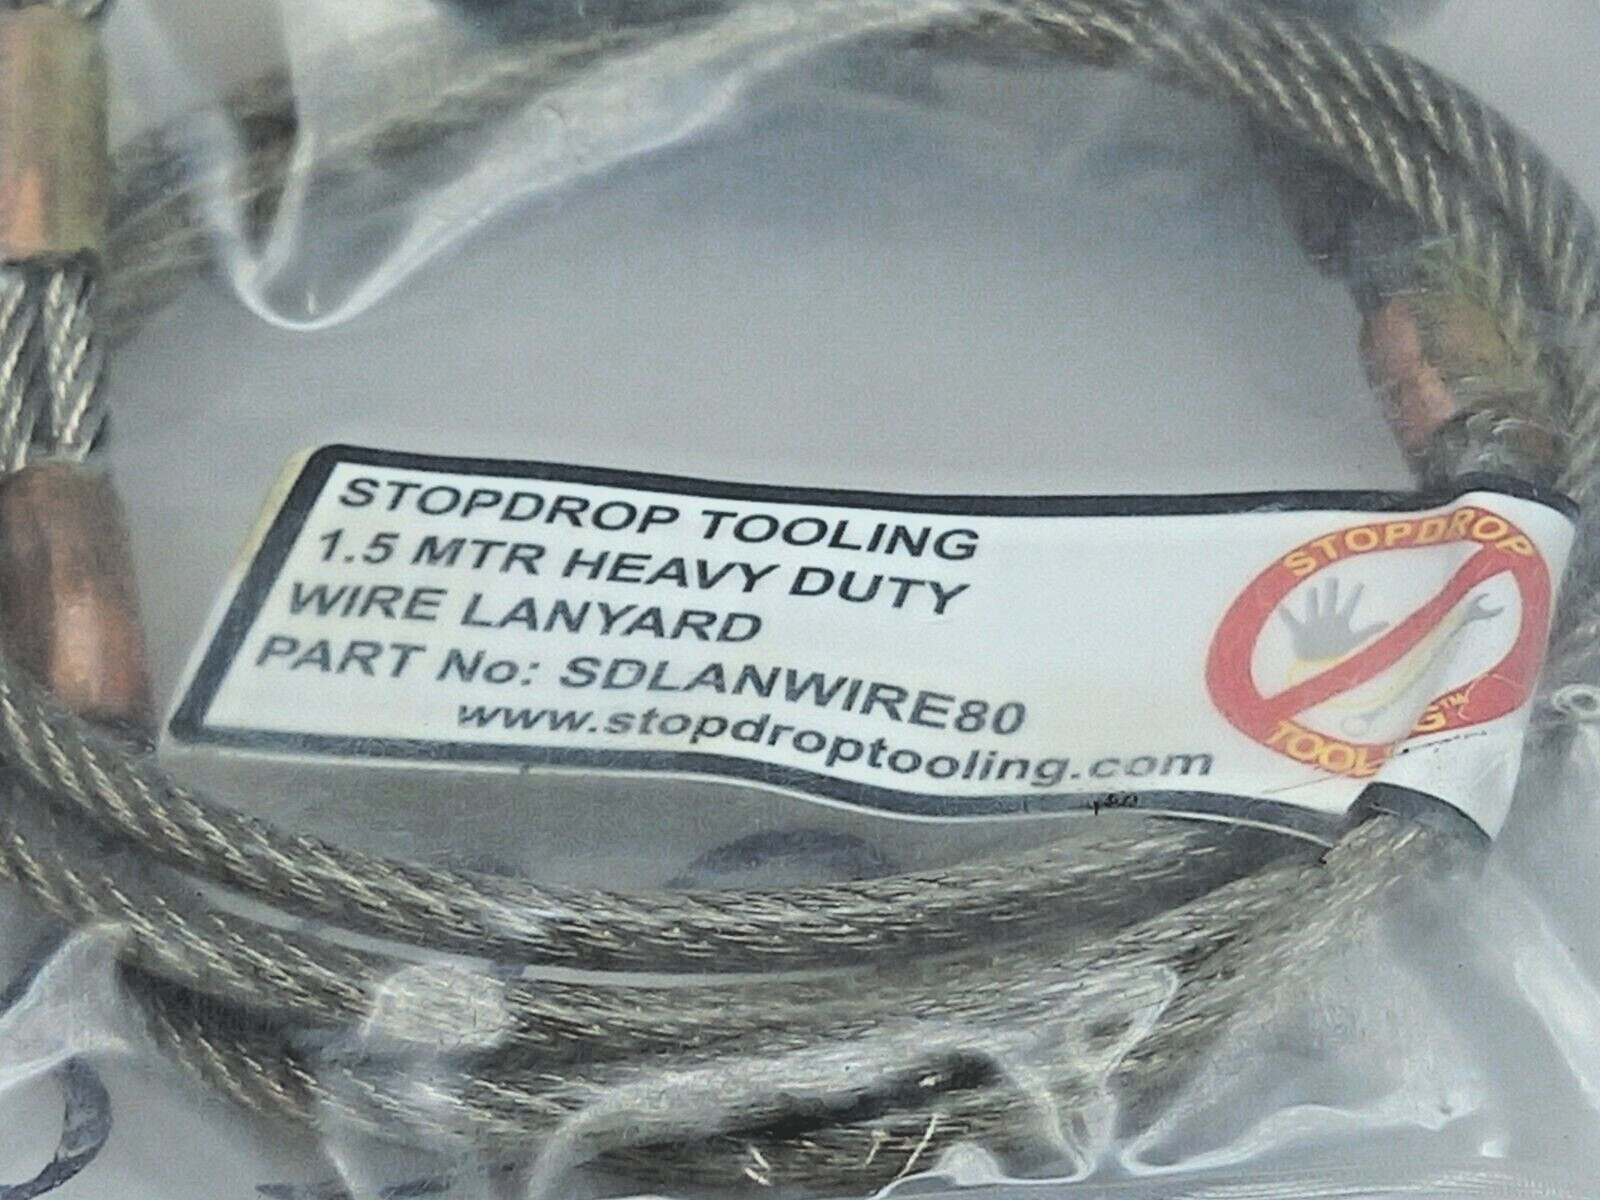 STOPDROP TOOLING
1.5 MTR HEAVY DUTY
WIRE LANYARD
PART No: SDLANWIRE80
www.stopdroptooling.com
STOPDROP